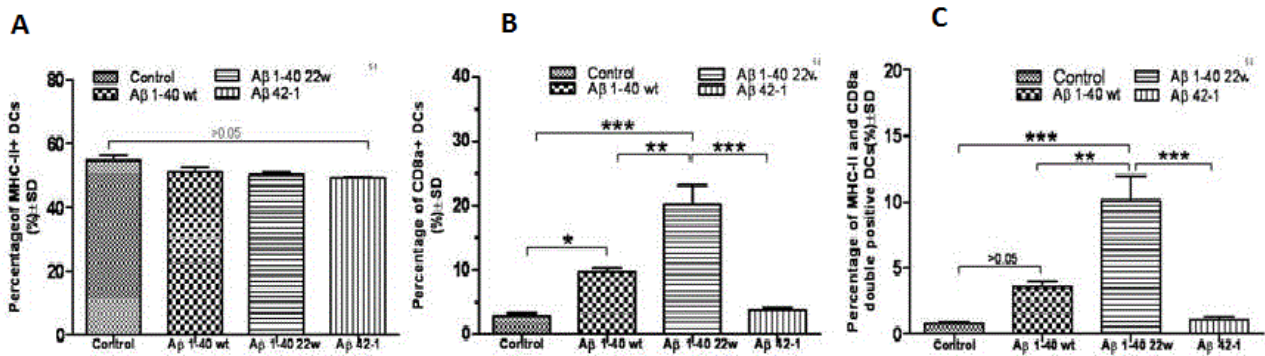 A
Percentageof MHC-II+ DCs
(%)±SD
Control
Aβ 1-40 wt
Aβ 1-40 22w
Aβ 42-1
80
60
40
20
0
>0.05
Control
Aβ 1-40 wt
Aβ 1-40 22w
Aβ 42-1
B
Percentage of CD8a+ DCs
(%)±SD
Control
Aβ 1-40 wt
Aβ 1-40 22w
Aβ 42-1
40
30
20
10
0
***
**
***
*
Control
Aβ 1-40 wt
Aβ 1-40 22w
Aβ 42-1
C
Percentage of MHC-II and CD8a
double positive DCs(%)±SD
Control
Aβ 1-40 wt
Aβ 1-40 22w
Aβ 42-1
20
15
10
5
0
***
**
***
>0.05
Control
Aβ 1-40 wt
Aβ 1-40 22w
Aβ 42-1